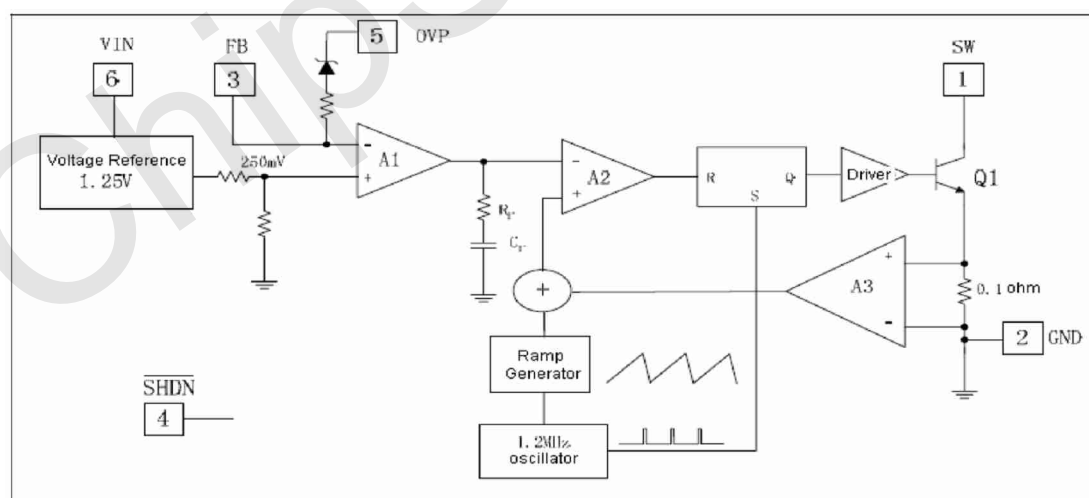 VIN
6
FB
3
5
OVP
SW
1
Voltage Reference
1.25V
250mV
-
A1
+
-
A2
+
R
Q
S
Driver
Q1
+
A3
-
0.1 ohm
2
GND
+
Ramp
Generator
1.2MHz
oscillator
SHDN
4
Chip